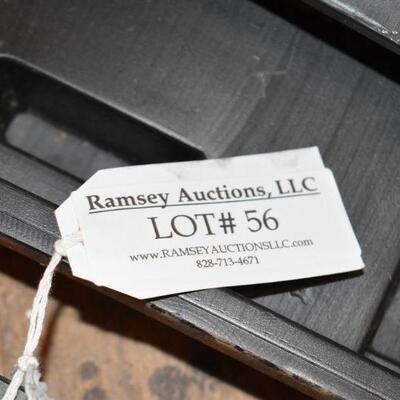 Ramsey Auctions, LLC
LOT# 56
WWW.RAMSEYAUCTIONSLLC.com
828-713-4671